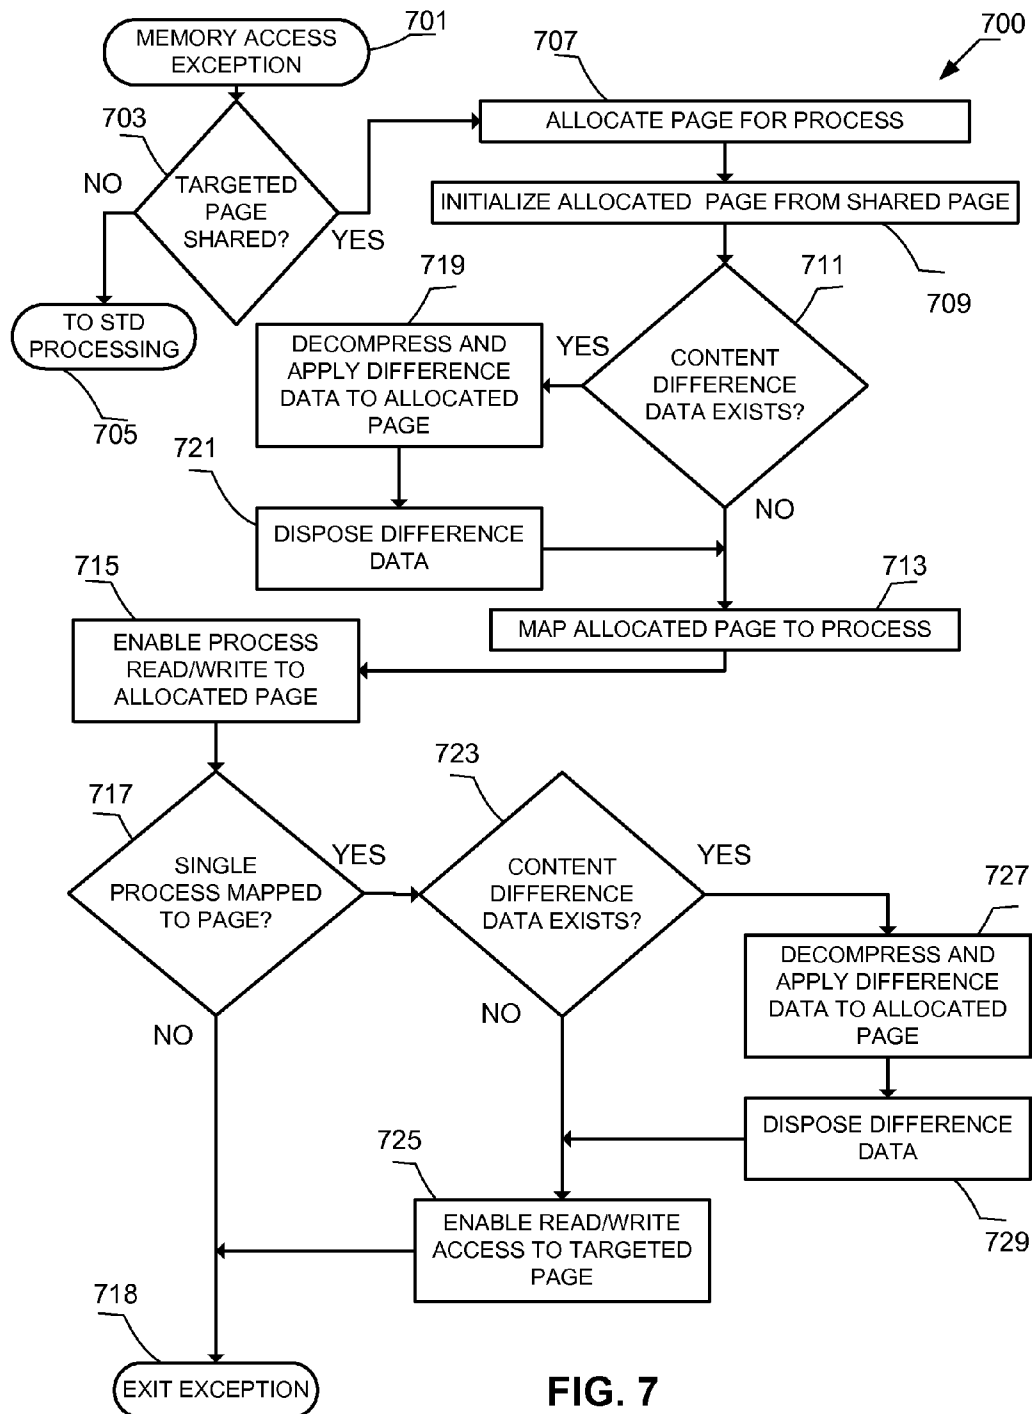 701
MEMORY ACCESS
EXCEPTION
700
707
ALLOCATE PAGE FOR PROCESS
703
NO
TARGETED
PAGE
SHARED?
YES
INITIALIZE ALLOCATED PAGE FROM SHARED PAGE
709
TO STD
PROCESSING
705
719
711
YES
CONTENT
DIFFERENCE
DATA EXISTS?
NO
DECOMPRESS AND
APPLY DIFFERENCE
DATA TO ALLOCATED
PAGE
721
DISPOSE DIFFERENCE
DATA
713
MAP ALLOCATED PAGE TO PROCESS
715
ENABLE PROCESS
READ/WRITE TO
ALLOCATED PAGE
717
SINGLE
PROCESS MAPPED
TO PAGE?
YES
NO
723
CONTENT
DIFFERENCE
DATA EXISTS?
YES
NO
727
DECOMPRESS AND
APPLY DIFFERENCE
DATA TO ALLOCATED
PAGE
DISPOSE DIFFERENCE
DATA
729
725
ENABLE READ/WRITE
ACCESS TO TARGETED
PAGE
718
EXIT EXCEPTION
FIG. 7